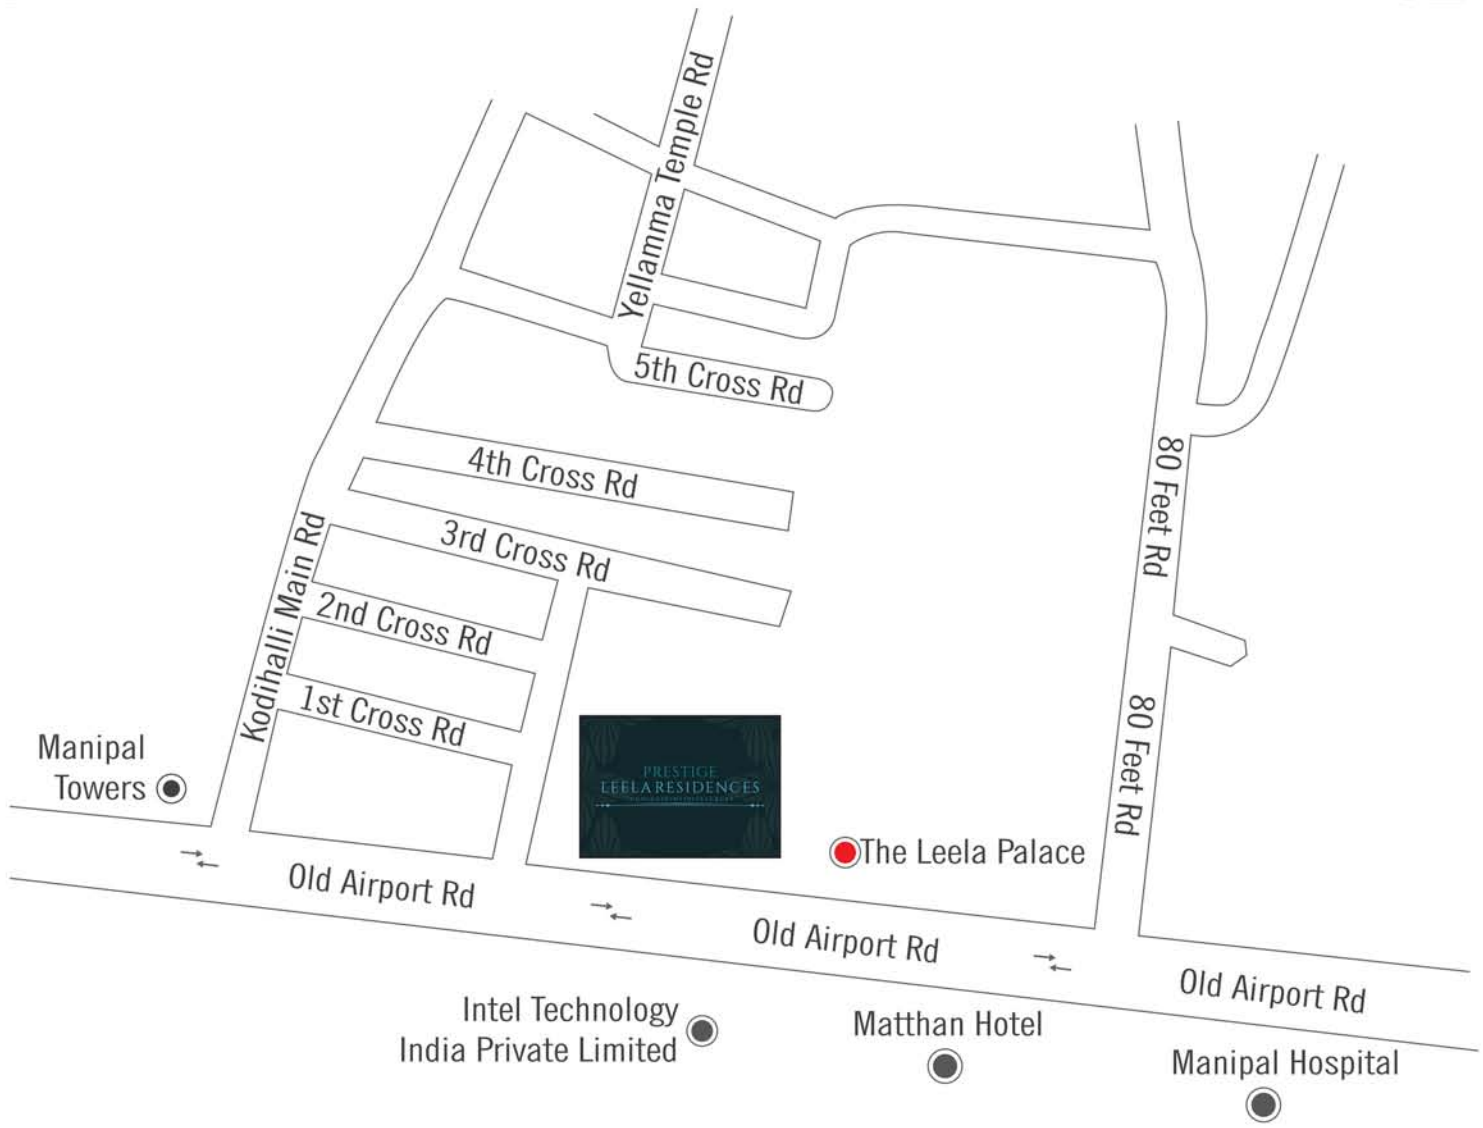 Yellamma Temple Rd
5th Cross Rd
4th Cross Rd
3rd Cross Rd
80 Feet Rd
Kodihalli Main Rd
2nd Cross Rd
1st Cross Rd
80 Feet Rd
Manipal
Towers
PRESTIGE
LEELA RESIDENCES
The Leela Palace
Old Airport Rd
Old Airport Rd
Old Airport Rd
Intel Technology
India Private Limited
Matthan Hotel
Manipal Hospital